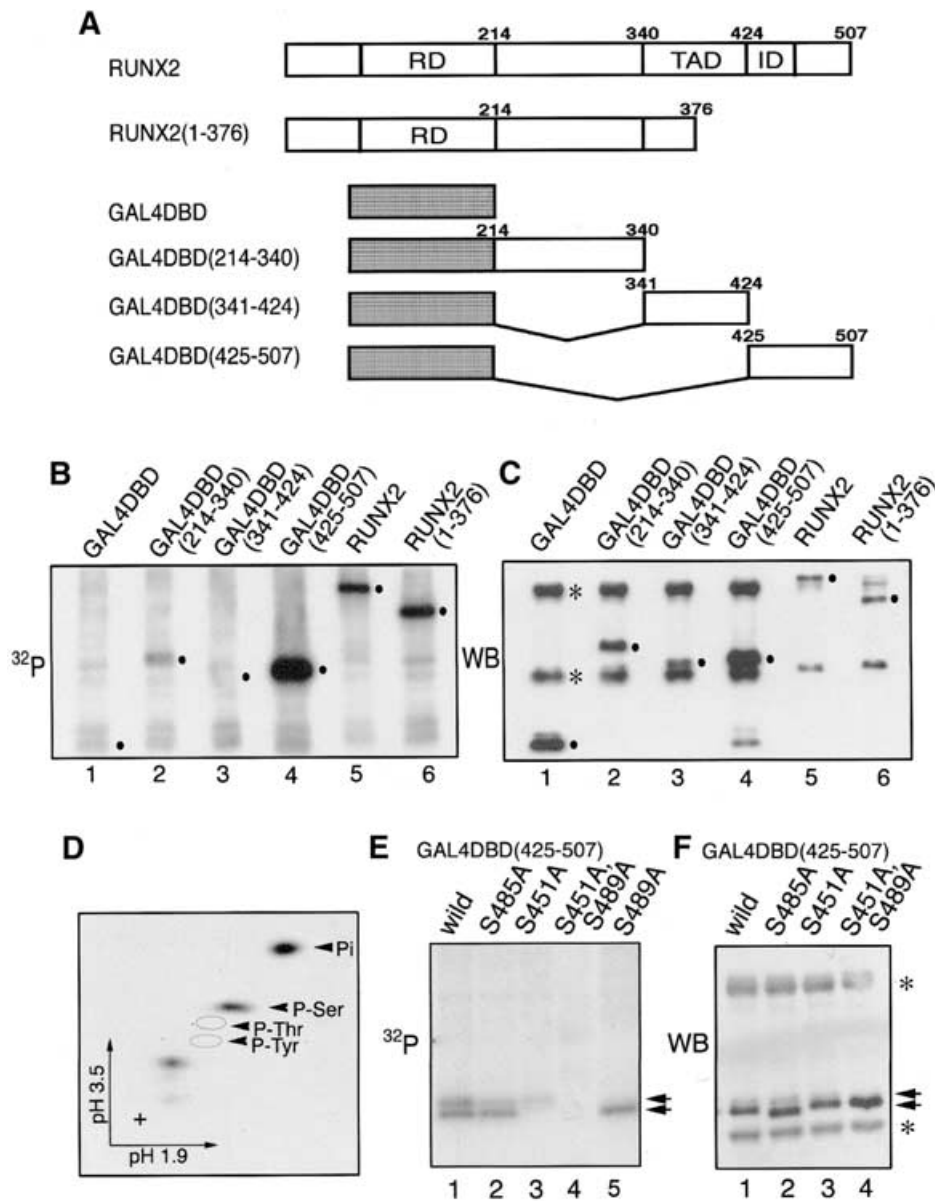 A
214 340 424 507
RUNX2 RD TAD ID
214 376
RUNX2(1-376) RD
GAL4DBD
214 340
GAL4DBD(214-340)
341 424
GAL4DBD(341-424)
425 507
GAL4DBD(425-507)
B
GAL4DBD
GAL4DBD
(214-340)
GAL4DBD
(341-424)
GAL4DBD
(425-507)
RUNX2
RUNX2
(1-376)
32P
1 2 3 4 5 6
C
GAL4DBD
GAL4DBD
(214-340)
GAL4DBD
(341-424)
GAL4DBD
(425-507)
RUNX2
RUNX2
(1-376)
WB
*
*
1 2 3 4 5 6
D
Pi
P-Ser
P-Thr
P-Tyr
pH 3.5
+
pH 1.9
E
GAL4DBD(425-507)
wild
S485A
S451A
S451A,
S489A
S489A
32P
1 2 3 4 5
F
GAL4DBD(425-507)
wild
S485A
S451A
S451A,
S489A
WB
*
*
1 2 3 4